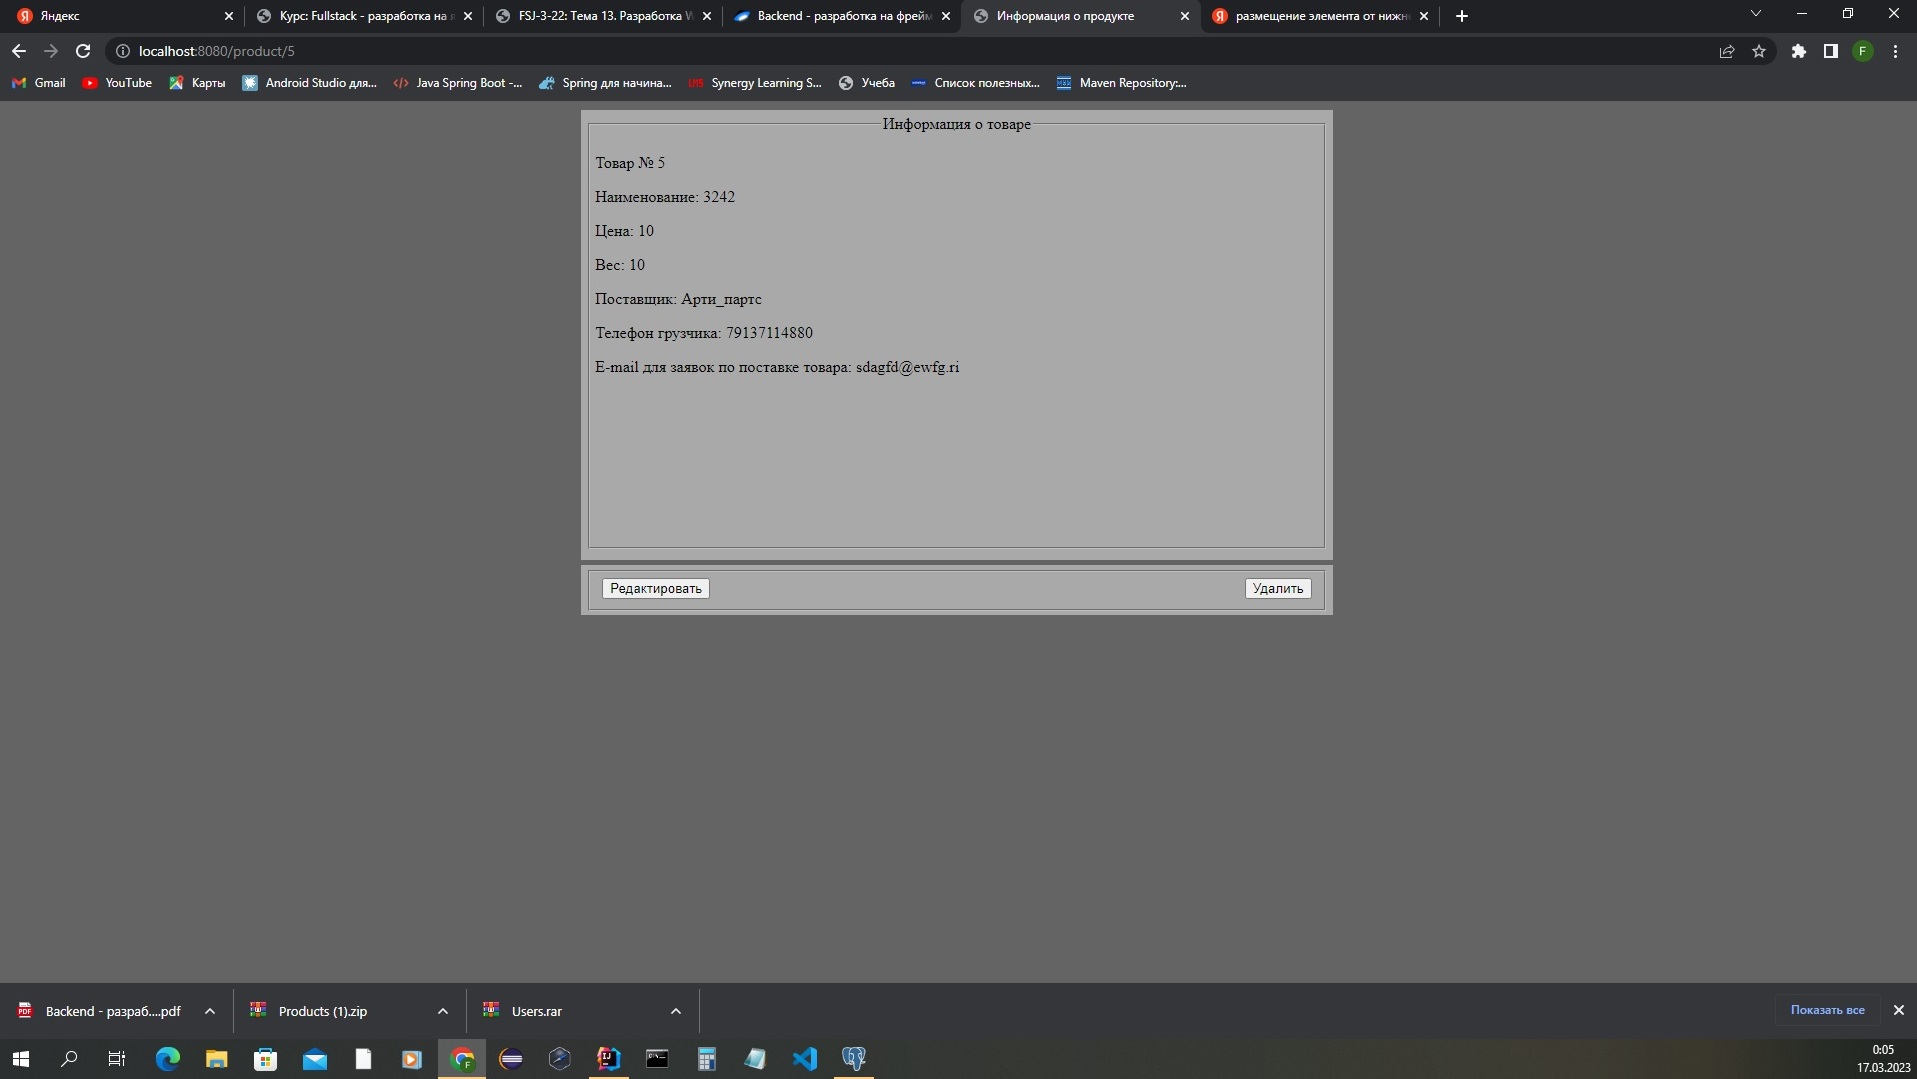 Яндекс
Курс: Fullstack - разработка на я
FSJ-3-22: Тема 13. Разработка W
Backend - разработка на фрейм
Информация о продукте
размещение элемента от нижн
localhost:8080/product/5
F
Gmail
YouTube
Карты
Android Studio для...
Java Spring Boot -...
Spring для начина...
LMS Synergy Learning S...
Учеба
Список полезных...
Maven Repository:...
Информация о товаре
Товар № 5
Наименование: 3242
Цена: 10
Вес: 10
Поставщик: Арти_партс
Телефон грузчика: 79137114880
E-mail для заявок по поставке товара: sdagfd@ewfg.ri
Редактировать
Удалить
PDF Backend - разраб....pdf
Products (1).zip
Users.rar
Показать все
0:05
17.03.2023